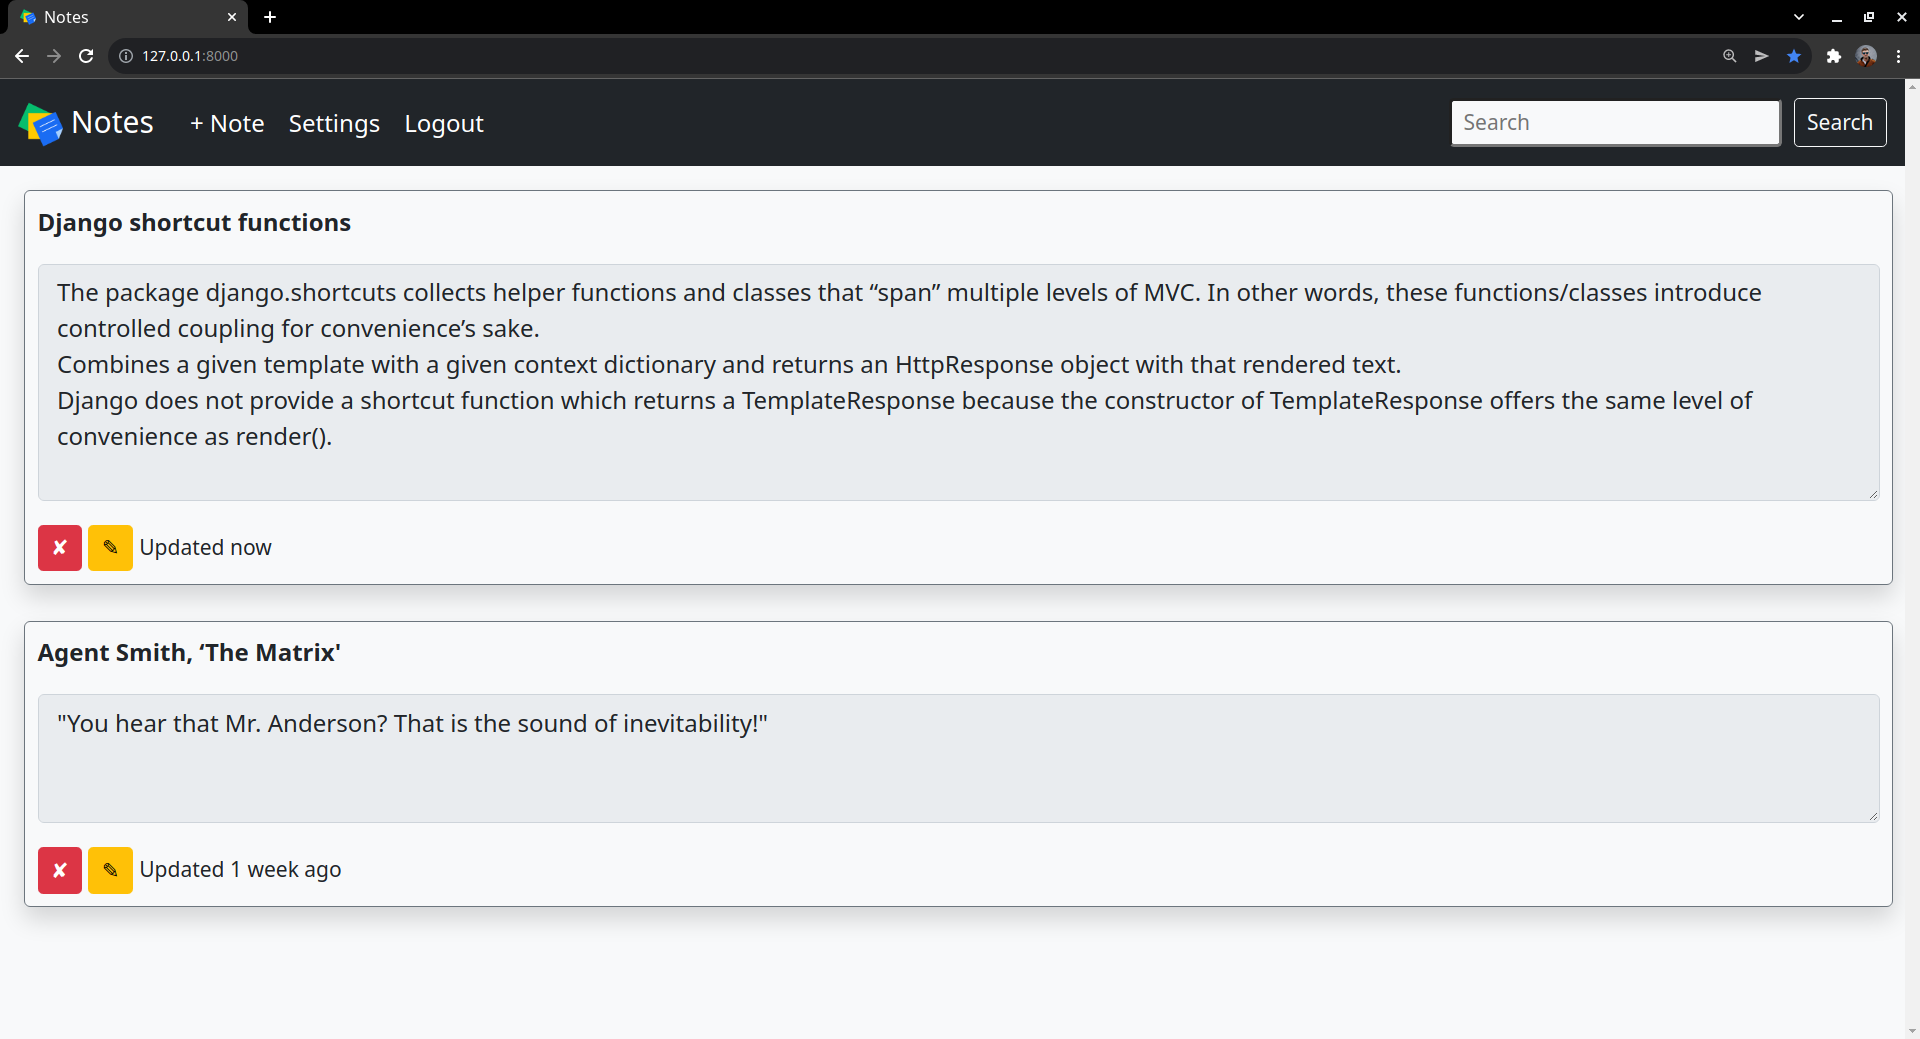 Notes
127.0.0.1:8000
Notes + Note Settings Logout Search Search
Django shortcut functions
The package django.shortcuts collects helper functions and classes that “span” multiple levels of MVC. In other words, these functions/classes introduce
controlled coupling for convenience’s sake.
Combines a given template with a given context dictionary and returns an HttpResponse object with that rendered text.
Django does not provide a shortcut function which returns a TemplateResponse because the constructor of TemplateResponse offers the same level of
convenience as render().
✘ ✎ Updated now
Agent Smith, ‘The Matrix'
"You hear that Mr. Anderson? That is the sound of inevitability!"
✘ ✎ Updated 1 week ago